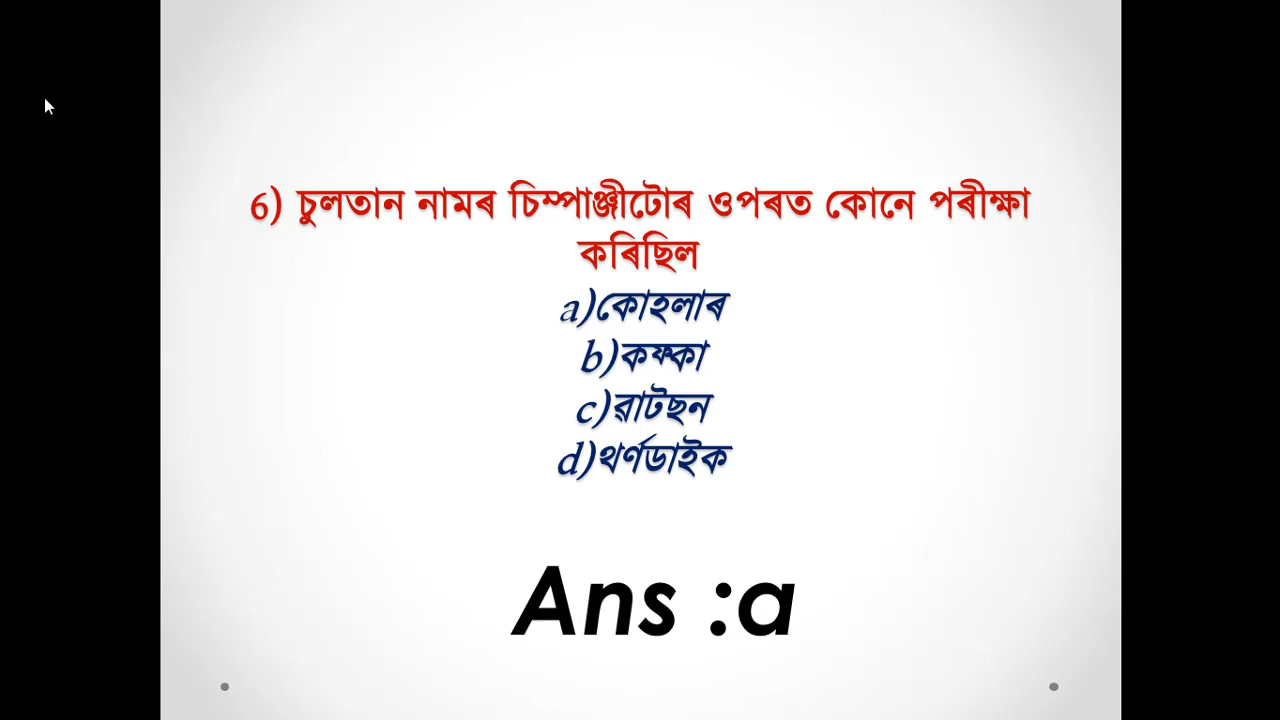 6) চুলতান নামৰ চিম্পাঞ্জীটোৰ ওপৰত কোনে পৰীক্ষা
কৰিছিল
a)কোহলাৰ
b)কফ্কা
c)ৱাটছন
d)থৰ্ণডাইক
Ans :a